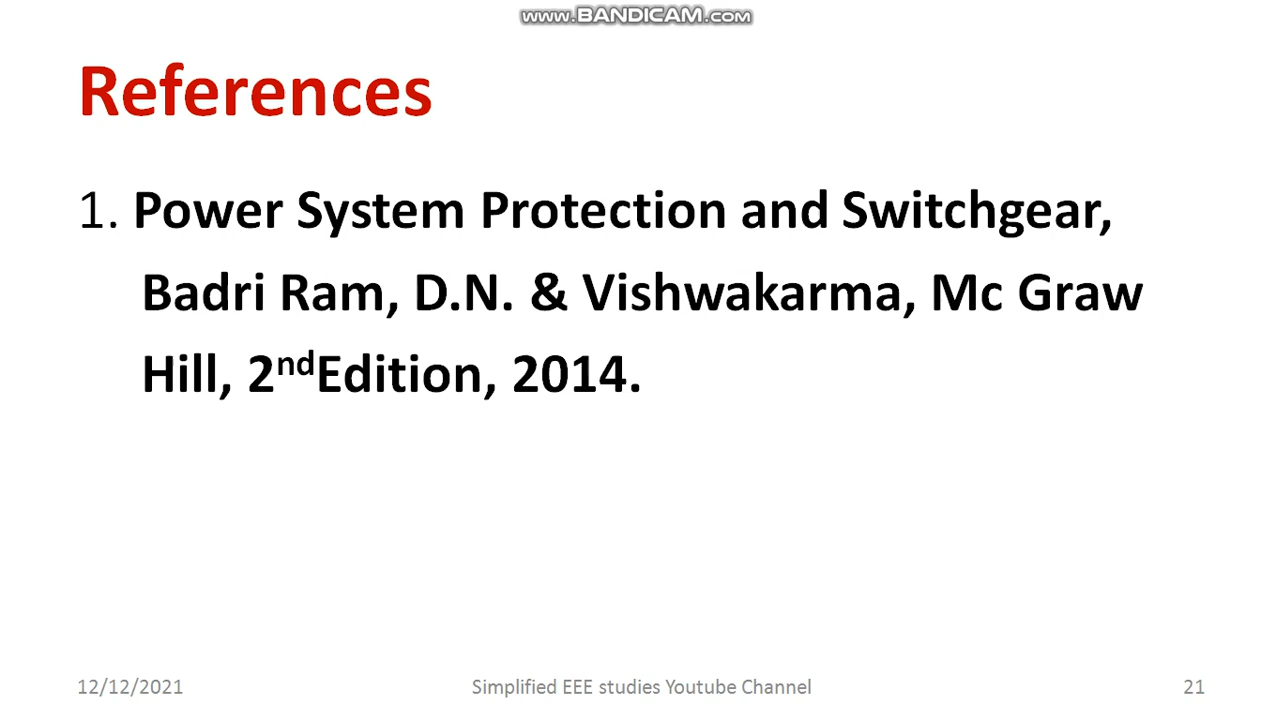 www.BANDICAM.com
References
1. Power System Protection and Switchgear,
Badri Ram, D.N. & Vishwakarma, Mc Graw
Hill, 2ndEdition, 2014.
12/12/2021 Simplified EEE studies Youtube Channel 21